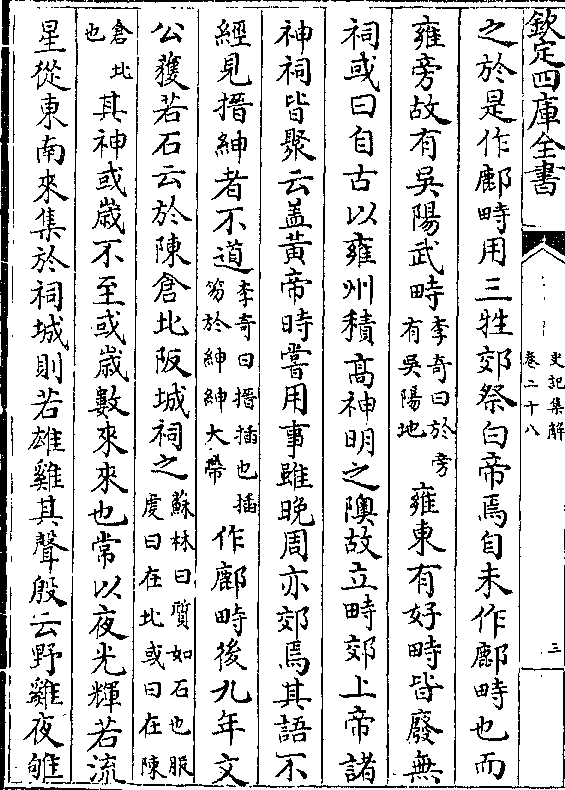 欽定四庫全書
史記集解
卷二十八
三
之於是作鄜畤用三牲郊祭白帝焉自未作鄜畤也而
雍旁故有吳陽武畤李奇曰於旁有吳陽地雍東有好畤皆廢無
祠或曰自古以雍州積高神明之隩故立畤郊上帝諸
神祠皆聚云盖黃帝時嘗用事雖晚周亦郊焉其語不
經見搢紳者不道李奇曰搢插也插笏於紳紳大帶作鄜畤後九年文
公獲若石云於陳倉北阪城祠之蘇林曰質如石也服䖍曰在北或曰在陳
倉北也其神或嵗不至或嵗數來來也常以夜光輝若流
星從東南來集於祠城則若雄雞其聲殷云野雞夜雊